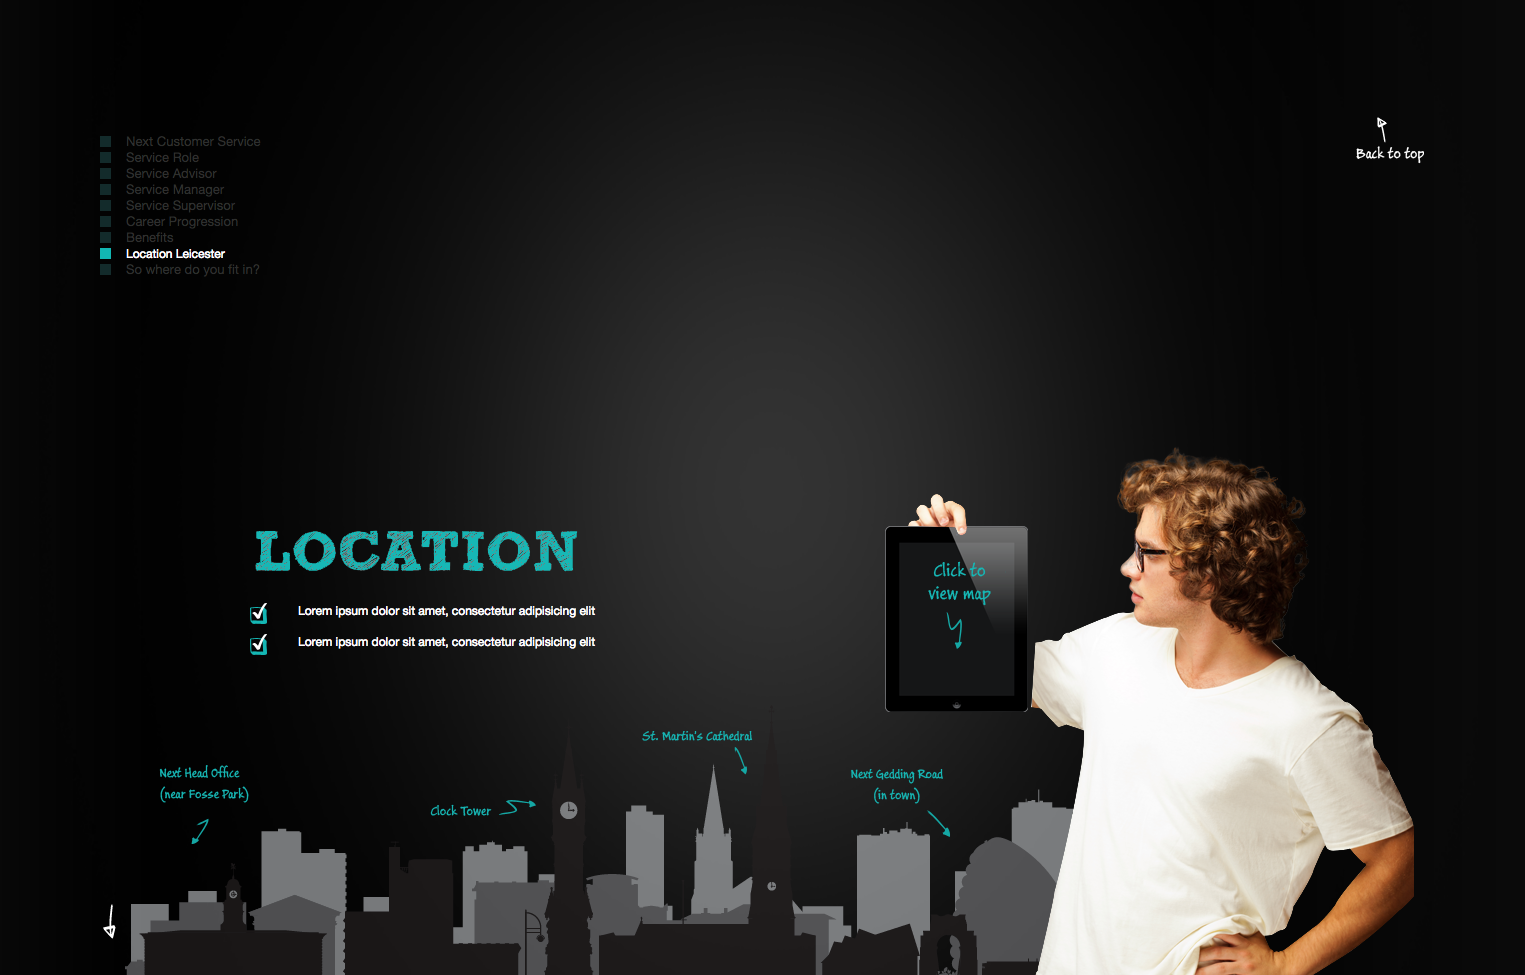 Next Customer Service
Service Role
Service Advisor
Service Manager
Service Supervisor
Career Progression
Benefits
Location Leicester
So where do you fit in?
Back to top
LOCATION
Lorem ipsum dolor sit amet, consectetur adipisicing elit
Lorem ipsum dolor sit amet, consectetur adipisicing elit
Click to
view map
Next Head Office
(near Fosse Park)
Clock Tower
St. Martin's Cathedral
Next Gedding Road
(in town)